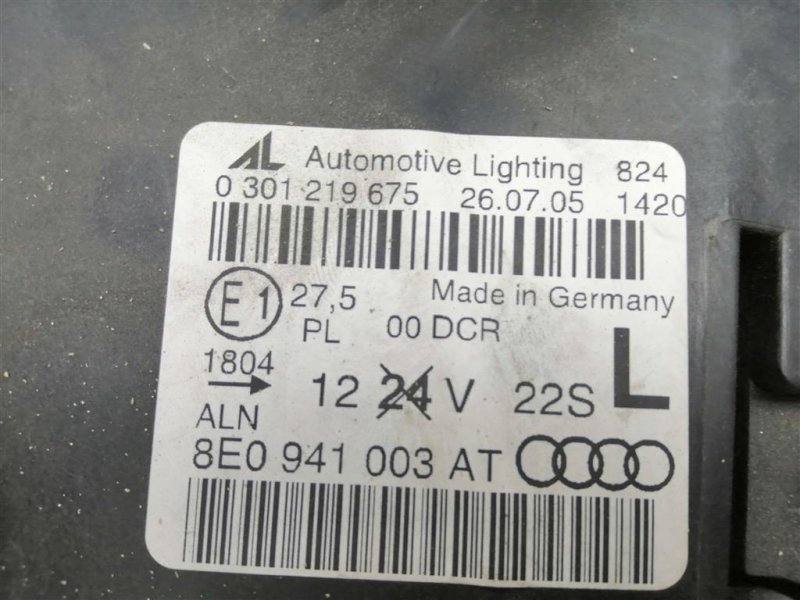 AL Automotive Lighting 824
0 301 219 675 26.07.05 1420
E1 27,5 Made in Germany
PL 00 DCR L
1804
12 24 V 22S
ALN
8E0 941 003 AT